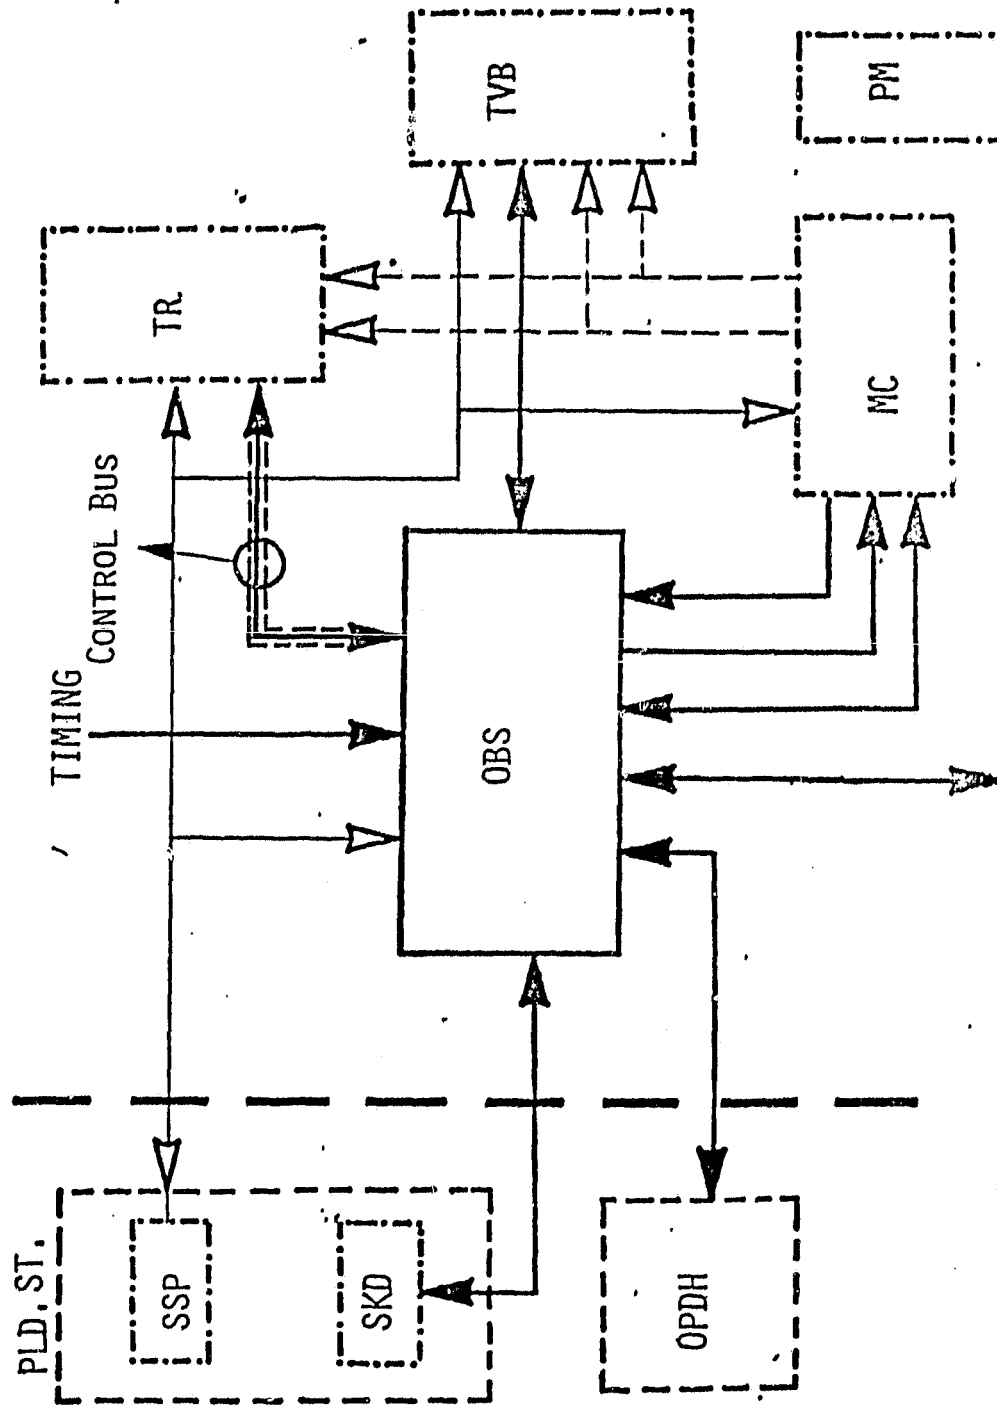 PLD, ST.
SSP
SKD
OPDH
TIMING
CONTROL BUS
OBS
TR.
TVB
MC
PM